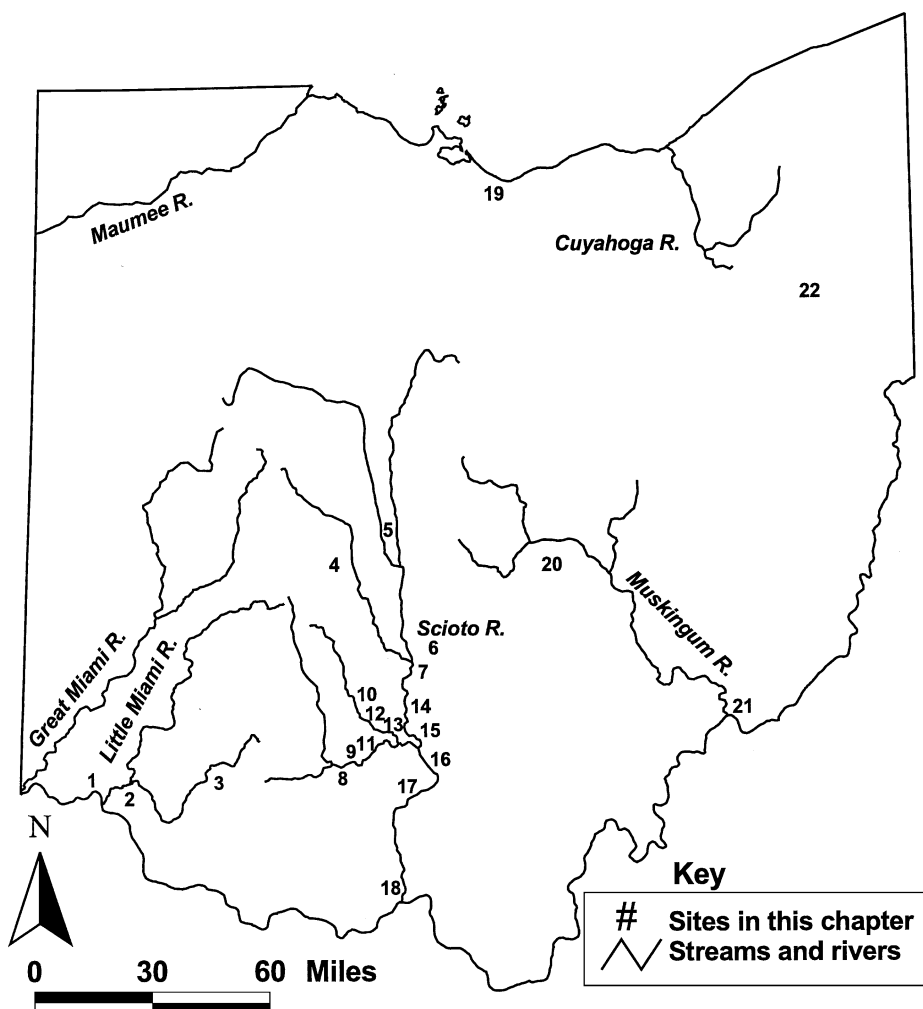 19
Maumee R.
Cuyahoga R.
22
5
4
20
Muskingum R.
Scioto R.
6
7
Great Miami R.
Little Miami R.
10
14
12
13
15
21
11
9
16
8
17
1
2
3
18
N
Key
# Sites in this chapter
Streams and rivers
0 30 60 Miles